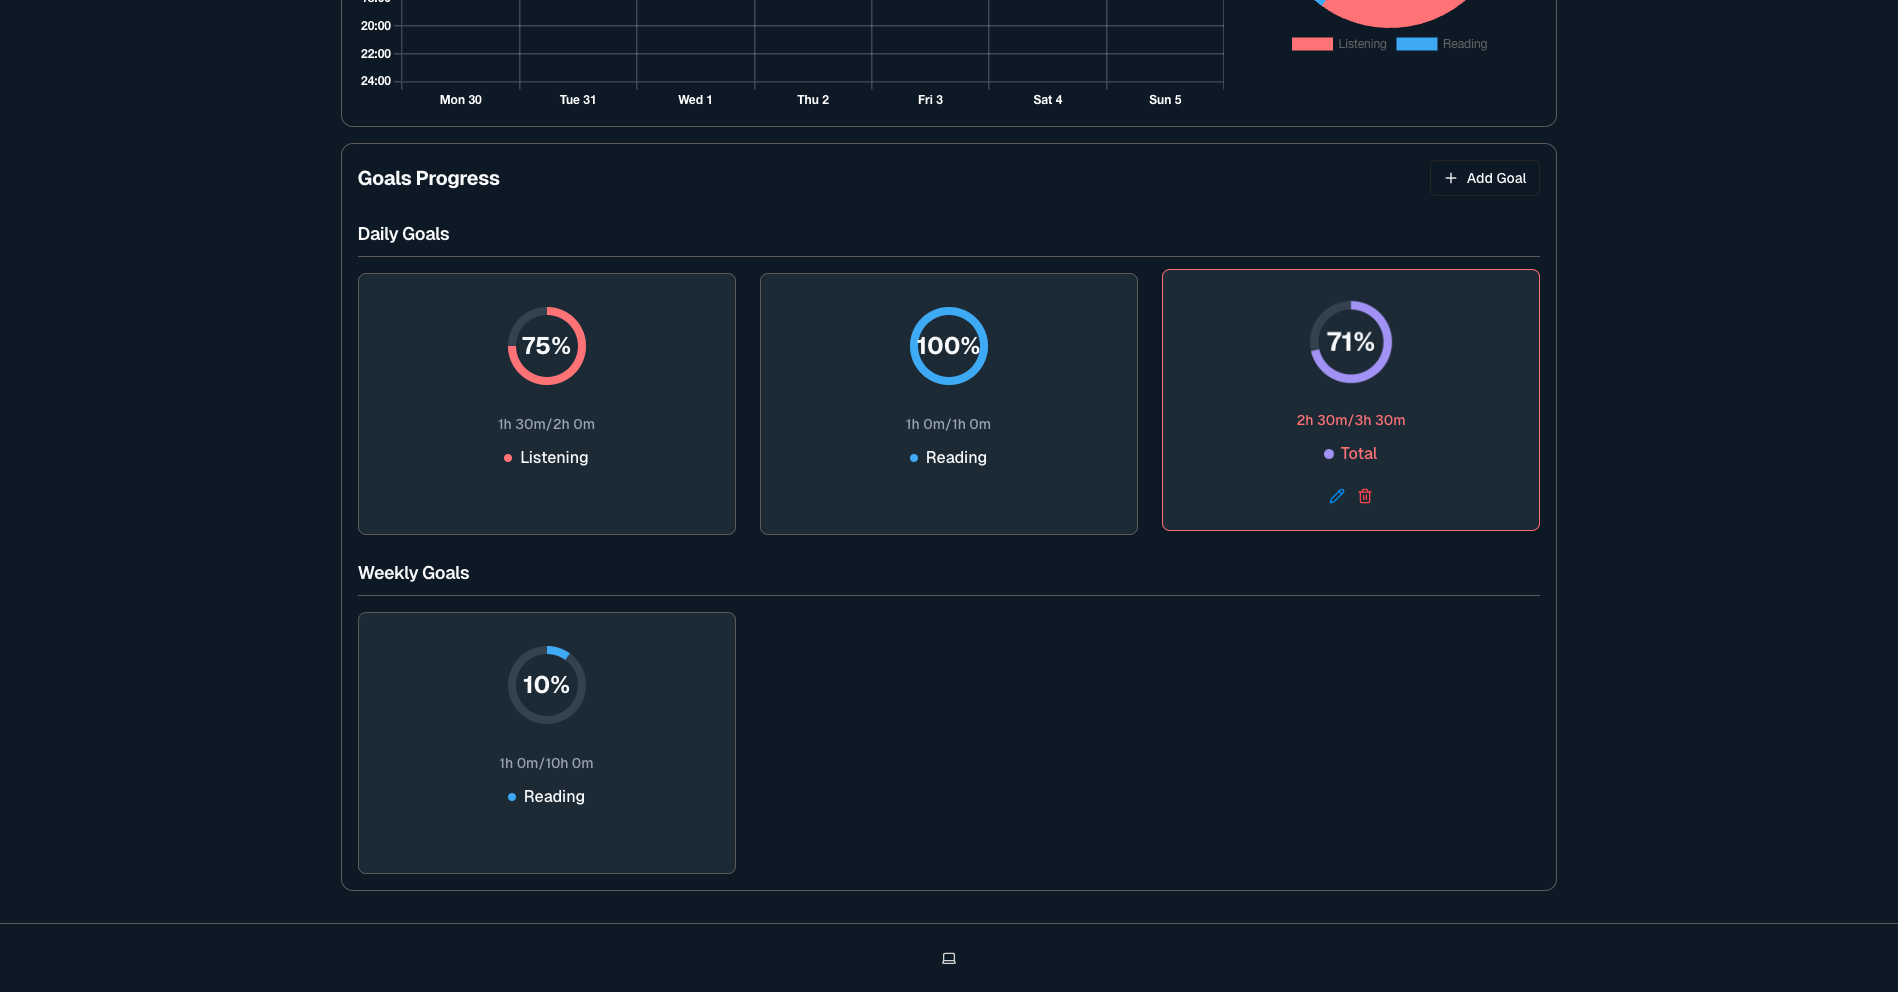 20:00
22:00
24:00
Mon 30 Tue 31 Wed 1 Thu 2 Fri 3 Sat 4 Sun 5
Listening Reading
Goals Progress
Add Goal
Daily Goals
75%
1h 30m/2h 0m
Listening
100%
1h 0m/1h 0m
Reading
71%
2h 30m/3h 30m
Total
Weekly Goals
10%
1h 0m/10h 0m
Reading